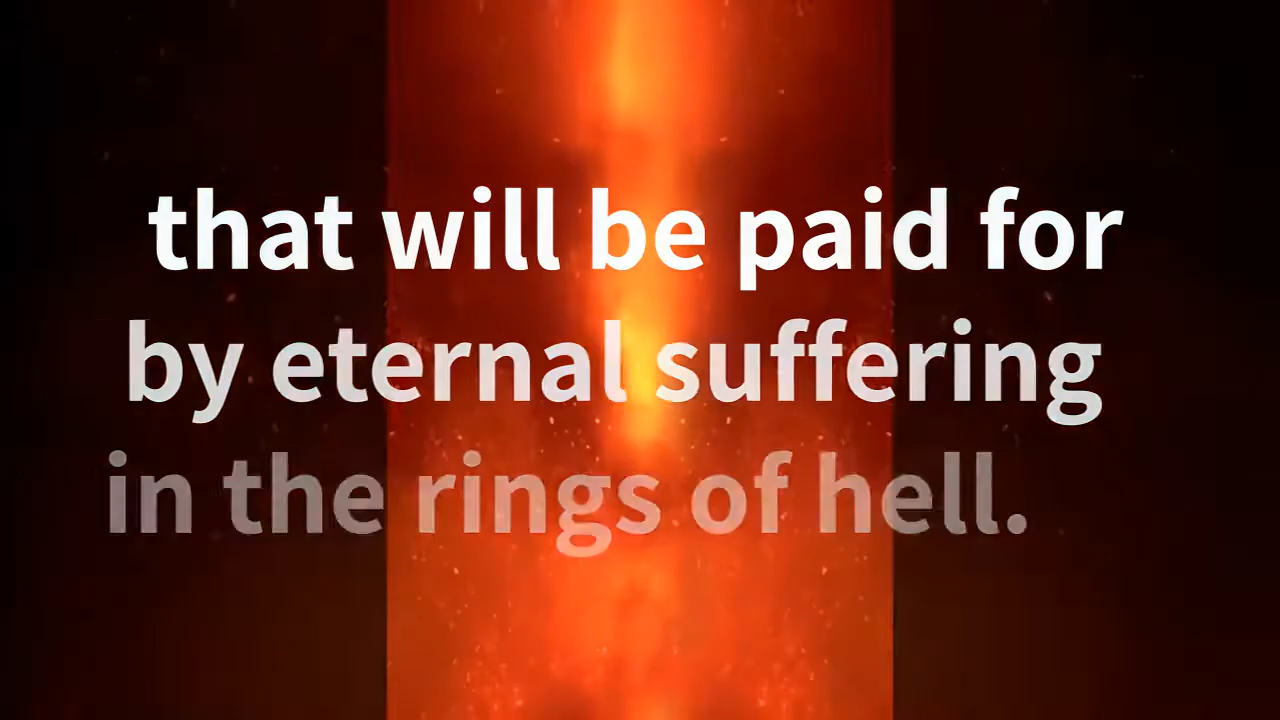 that will be paid for
by eternal suffering
in the rings of hell.